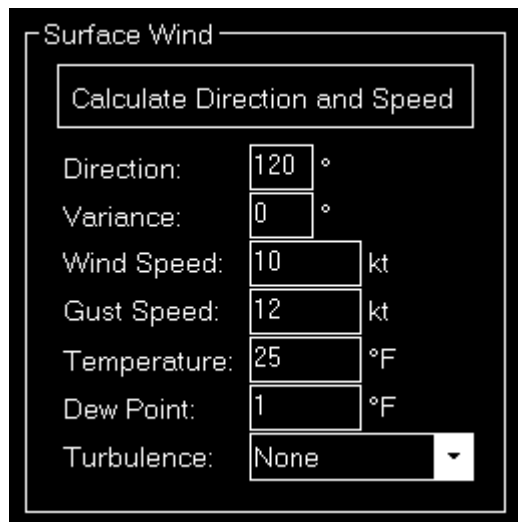 Surface Wind
Calculate Direction and Speed
Direction: 120 °
Variance: 0 °
Wind Speed: 10 kt
Gust Speed: 12 kt
Temperature: 25 °F
Dew Point: 1 °F
Turbulence: None